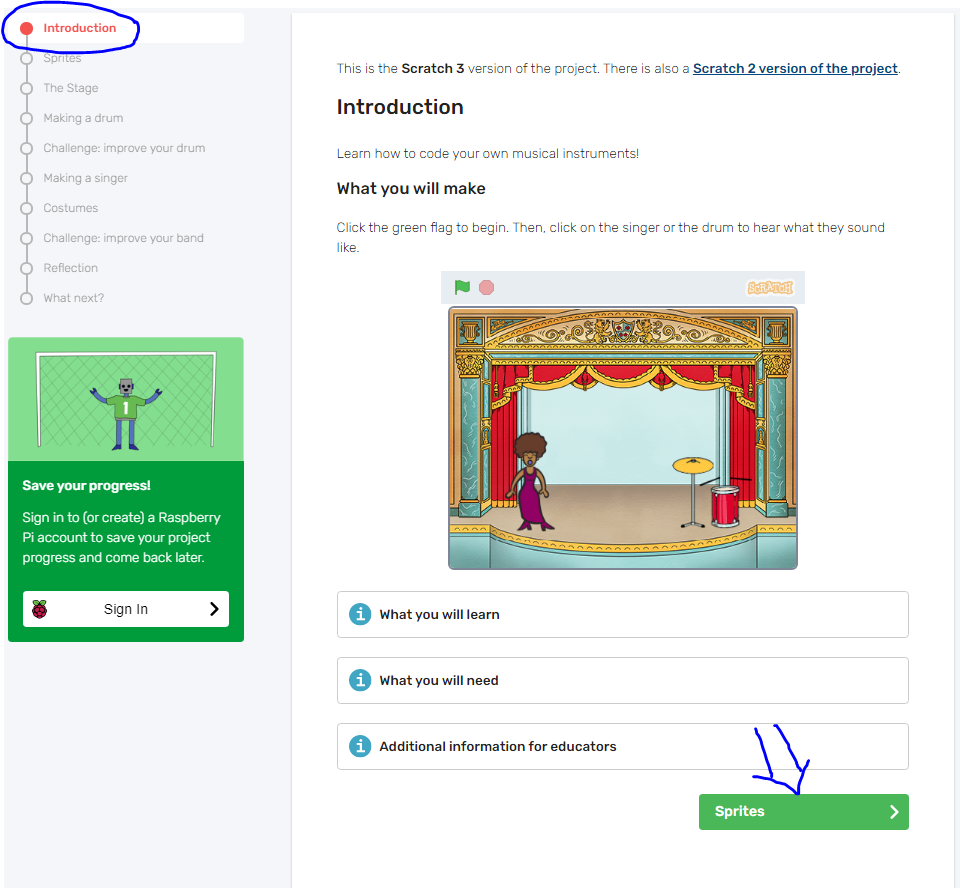 Introduction
Sprites
The Stage
Making a drum
Challenge: improve your drum
Making a singer
Costumes
Challenge: improve your band
Reflection
What next?
1
Save your progress!
Sign in to (or create) a Raspberry
Pi account to save your project
progress and come back later.
Sign In
This is the Scratch 3 version of the project. There is also a Scratch 2 version of the project.
Introduction
Learn how to code your own musical instruments!
What you will make
Click the green flag to begin. Then, click on the singer or the drum to hear what they sound
like.
SCRATCH
What you will learn
What you will need
Additional information for educators
Sprites